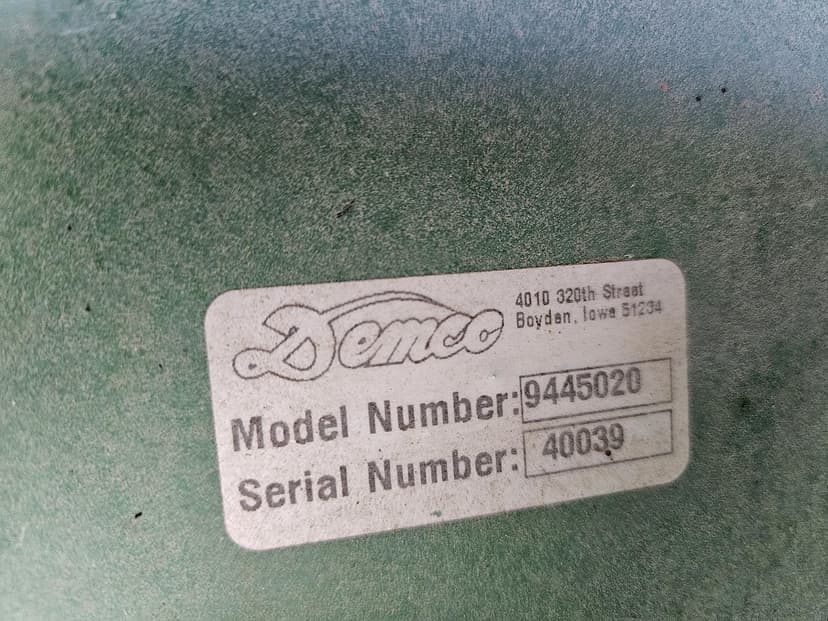 Demco
4010 320th Street
Boyden, Iowa 51234
Model Number: 9445020
Serial Number: 40039